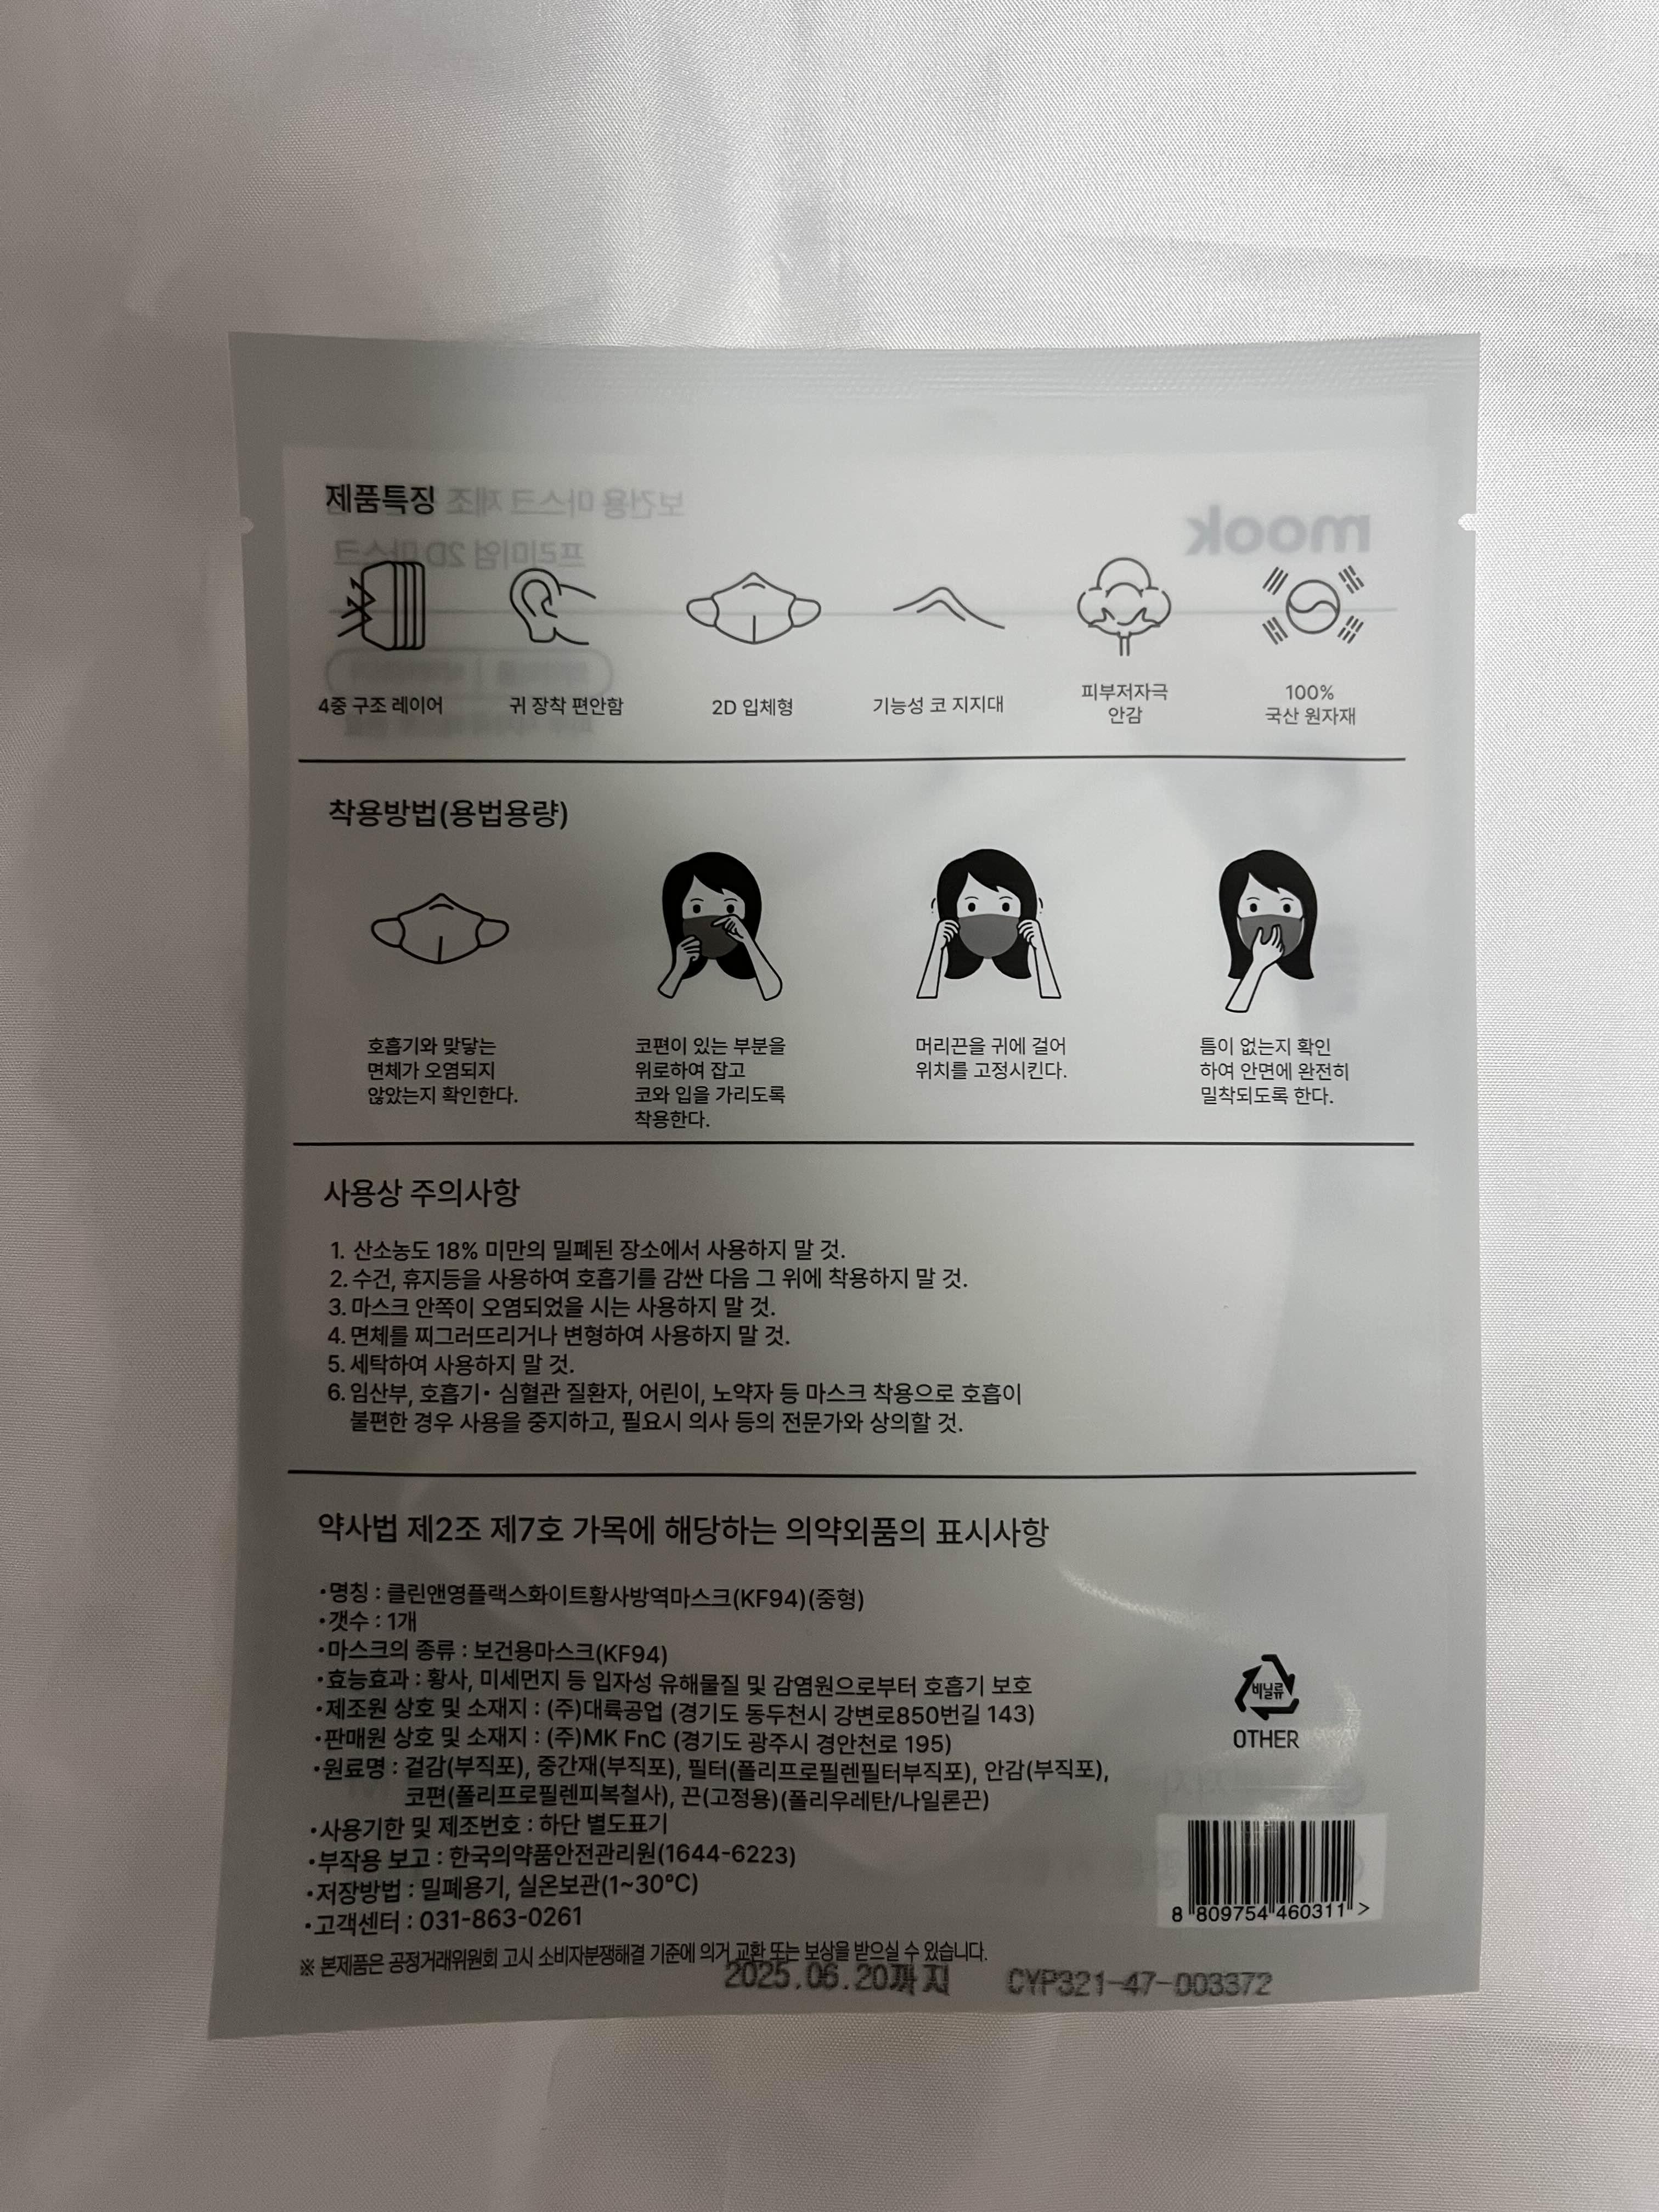 제품특징
4중 구조 레이어
귀 장착 편안함
2D 입체형
기능성 코 지지대
피부저자극
안감
100%
국산 원자재
착용방법(용법용량)
호흡기와 맞닿는
면체가 오염되지
않았는지 확인한다.
코편이 있는 부분을
위로하여 잡고
코와 입을 가리도록
착용한다.
머리끈을 귀에 걸어
위치를 고정시킨다.
틈이 없는지 확인
하여 안면에 완전히
밀착되도록 한다.
사용상 주의사항
1. 산소농도 18% 미만의 밀폐된 장소에서 사용하지 말 것.
2. 수건, 휴지등을 사용하여 호흡기를 감싼 다음 그 위에 착용하지 말 것.
3. 마스크 안쪽이 오염되었을 시는 사용하지 말 것.
4. 면체를 찌그러뜨리거나 변형하여 사용하지 말 것.
5. 세탁하여 사용하지 말 것.
6. 임산부, 호흡기· 심혈관 질환자, 어린이, 노약자 등 마스크 착용으로 호흡이
불편한 경우 사용을 중지하고, 필요시 의사 등의 전문가와 상의할 것.
약사법 제2조 제7호 가목에 해당하는 의약외품의 표시사항
·명칭 : 클린앤영플랙스화이트황사방역마스크(KF94)(중형)
·갯수 : 1개
·마스크의 종류 : 보건용마스크(KF94)
·효능효과 : 황사, 미세먼지 등 입자성 유해물질 및 감염원으로부터 호흡기 보호
·제조원 상호 및 소재지 : (주)대륙공업 (경기도 동두천시 강변로850번길 143)
·판매원 상호 및 소재지 : (주)MK FnC (경기도 광주시 경안천로 195)
·원료명 : 겉감(부직포), 중간재(부직포), 필터(폴리프로필렌필터부직포), 안감(부직포),
코편(폴리프로필렌피복철사), 끈(고정용)(폴리우레탄/나일론끈)
·사용기한 및 제조번호 : 하단 별도표기
·부작용 보고 : 한국의약품안전관리원(1644-6223)
·저장방법 : 밀폐용기, 실온보관(1~30℃)
·고객센터 : 031-863-0261
※ 본제품은 공정거래위원회 고시 소비자분쟁해결 기준에 의거 교환 또는 보상을 받으실 수 있습니다.
2025.06.20까지 CYP321-47-003372
비닐류
OTHER
8 809754 460311 >
mook
보건용 마스크 제조
프리미엄 2D 마스크